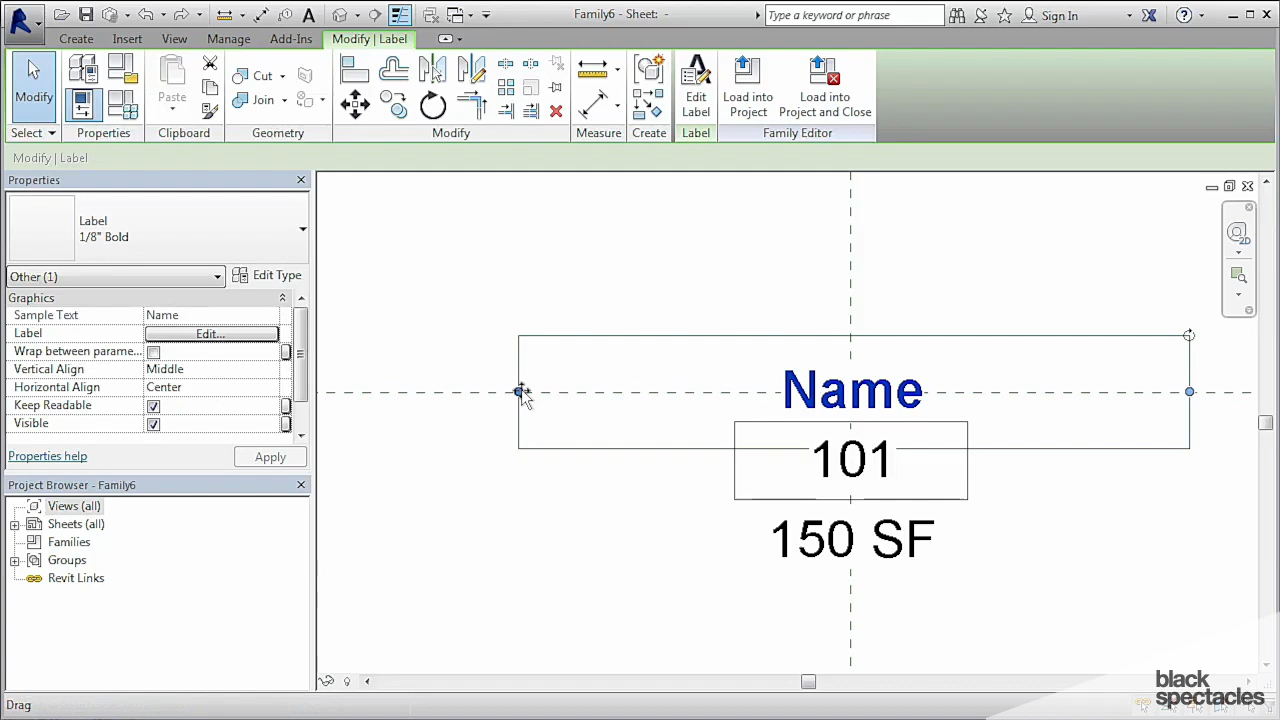 Family6 - Sheet: -
Type a keyword or phrase
Sign In
Create Insert View Manage Add-Ins Modify | Label
Modify
Paste
Cut
Join
Edit Label
Load into Project
Load into Project and Close
Select Properties Clipboard Geometry Modify Measure Create Label Family Editor
Modify | Label
Properties
Label
1/8" Bold
Other (1) Edit Type
Graphics
Sample Text Name
Label Edit...
Wrap between parame...
Vertical Align Middle
Horizontal Align Center
Keep Readable
Visible
Properties help Apply
Project Browser - Family6
Views (all)
Sheets (all)
Families
Groups
Revit Links
2D
Name
101
150 SF
Drag
black
spectacles